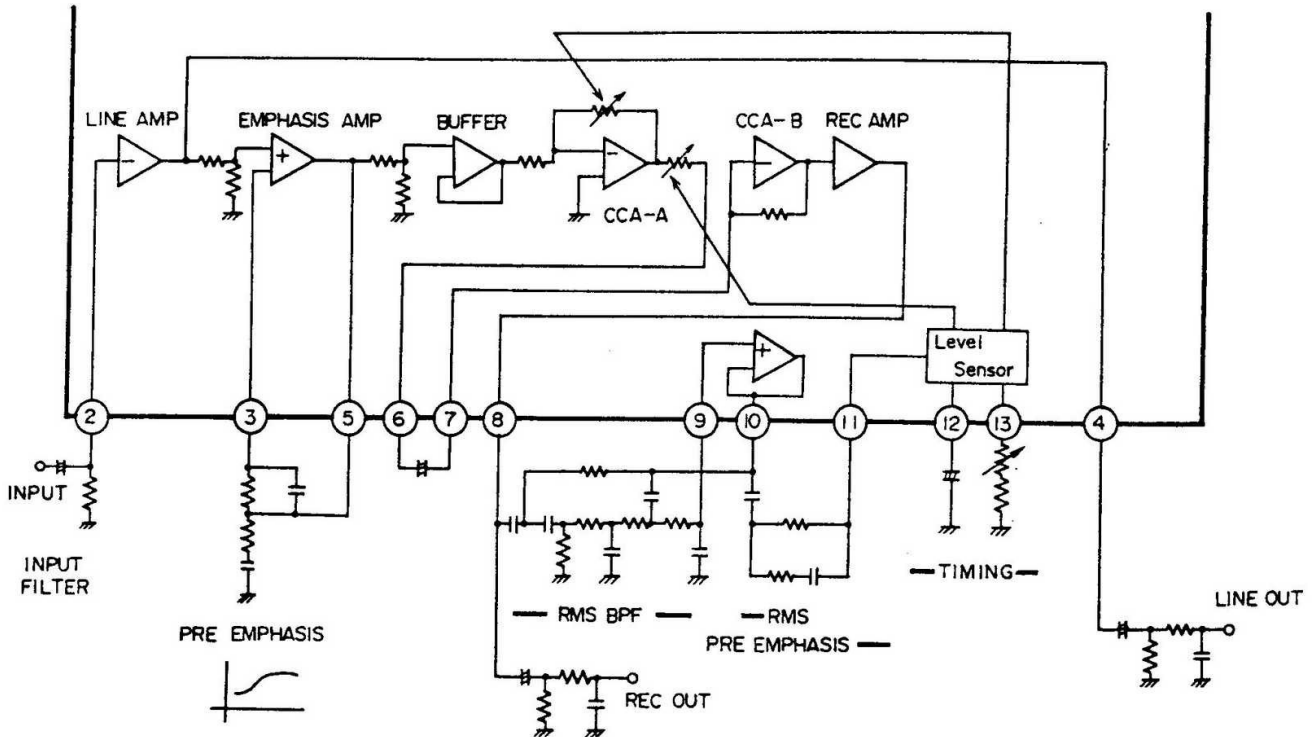 LINE AMP
EMPHASIS AMP
BUFFER
CCA-A
CCA-B
REC AMP
Level
Sensor
-
+
-
-
+
2
3
5
6
7
8
9
10
11
12
13
4
INPUT
INPUT
FILTER
PRE EMPHASIS
RMS BPF
RMS
PRE EMPHASIS
TIMING
REC OUT
LINE OUT